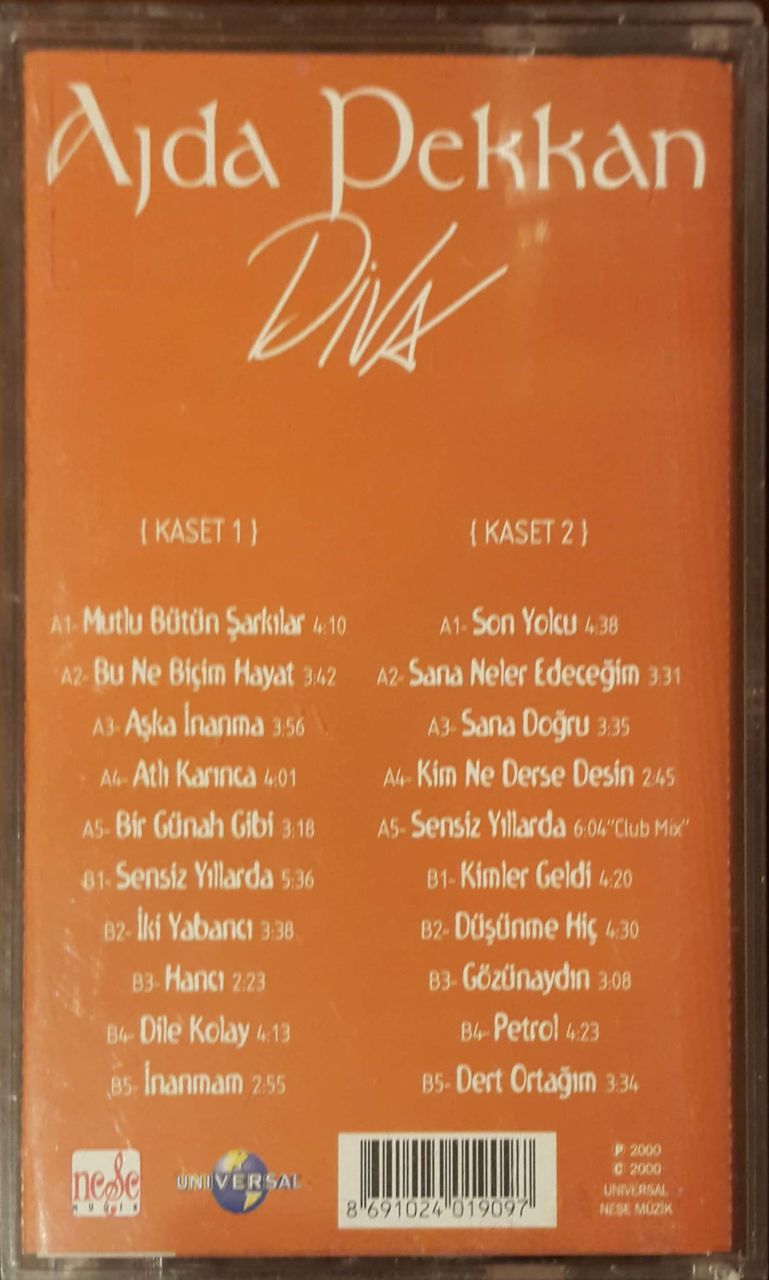 Ajda Pekkan
Diva
{ KASET 1 }
A1- Mutlu Bütün Şarkılar 4:10
A2- Bu Ne Biçim Hayat 3:42
A3- Aşka İnanma 3:56
A4- Atlı Karınca 4:01
A5- Bir Günah Gibi 3:18
B1- Sensiz Yıllarda 5:36
B2- İki Yabancı 3:38
B3- Hancı 2:23
B4- Dile Kolay 4:13
B5- İnanmam 2:55
{ KASET 2 }
A1- Son Yolcu 4:38
A2- Sana Neler Edeceğim 3:31
A3- Sana Doğru 3:35
A4- Kim Ne Derse Desin 2:45
A5- Sensiz Yıllarda 6:04 "Club Mix"
B1- Kimler Geldi 4:20
B2- Düşünme Hiç 4:30
B3- Gözünaydın 3:08
B4- Petrol 4:23
B5- Dert Ortağım 3:34
neşe
MÜZİK
UNIVERSAL
8 691024 019097
P 2000
C 2000
UNIVERSAL
NEŞE MÜZİK